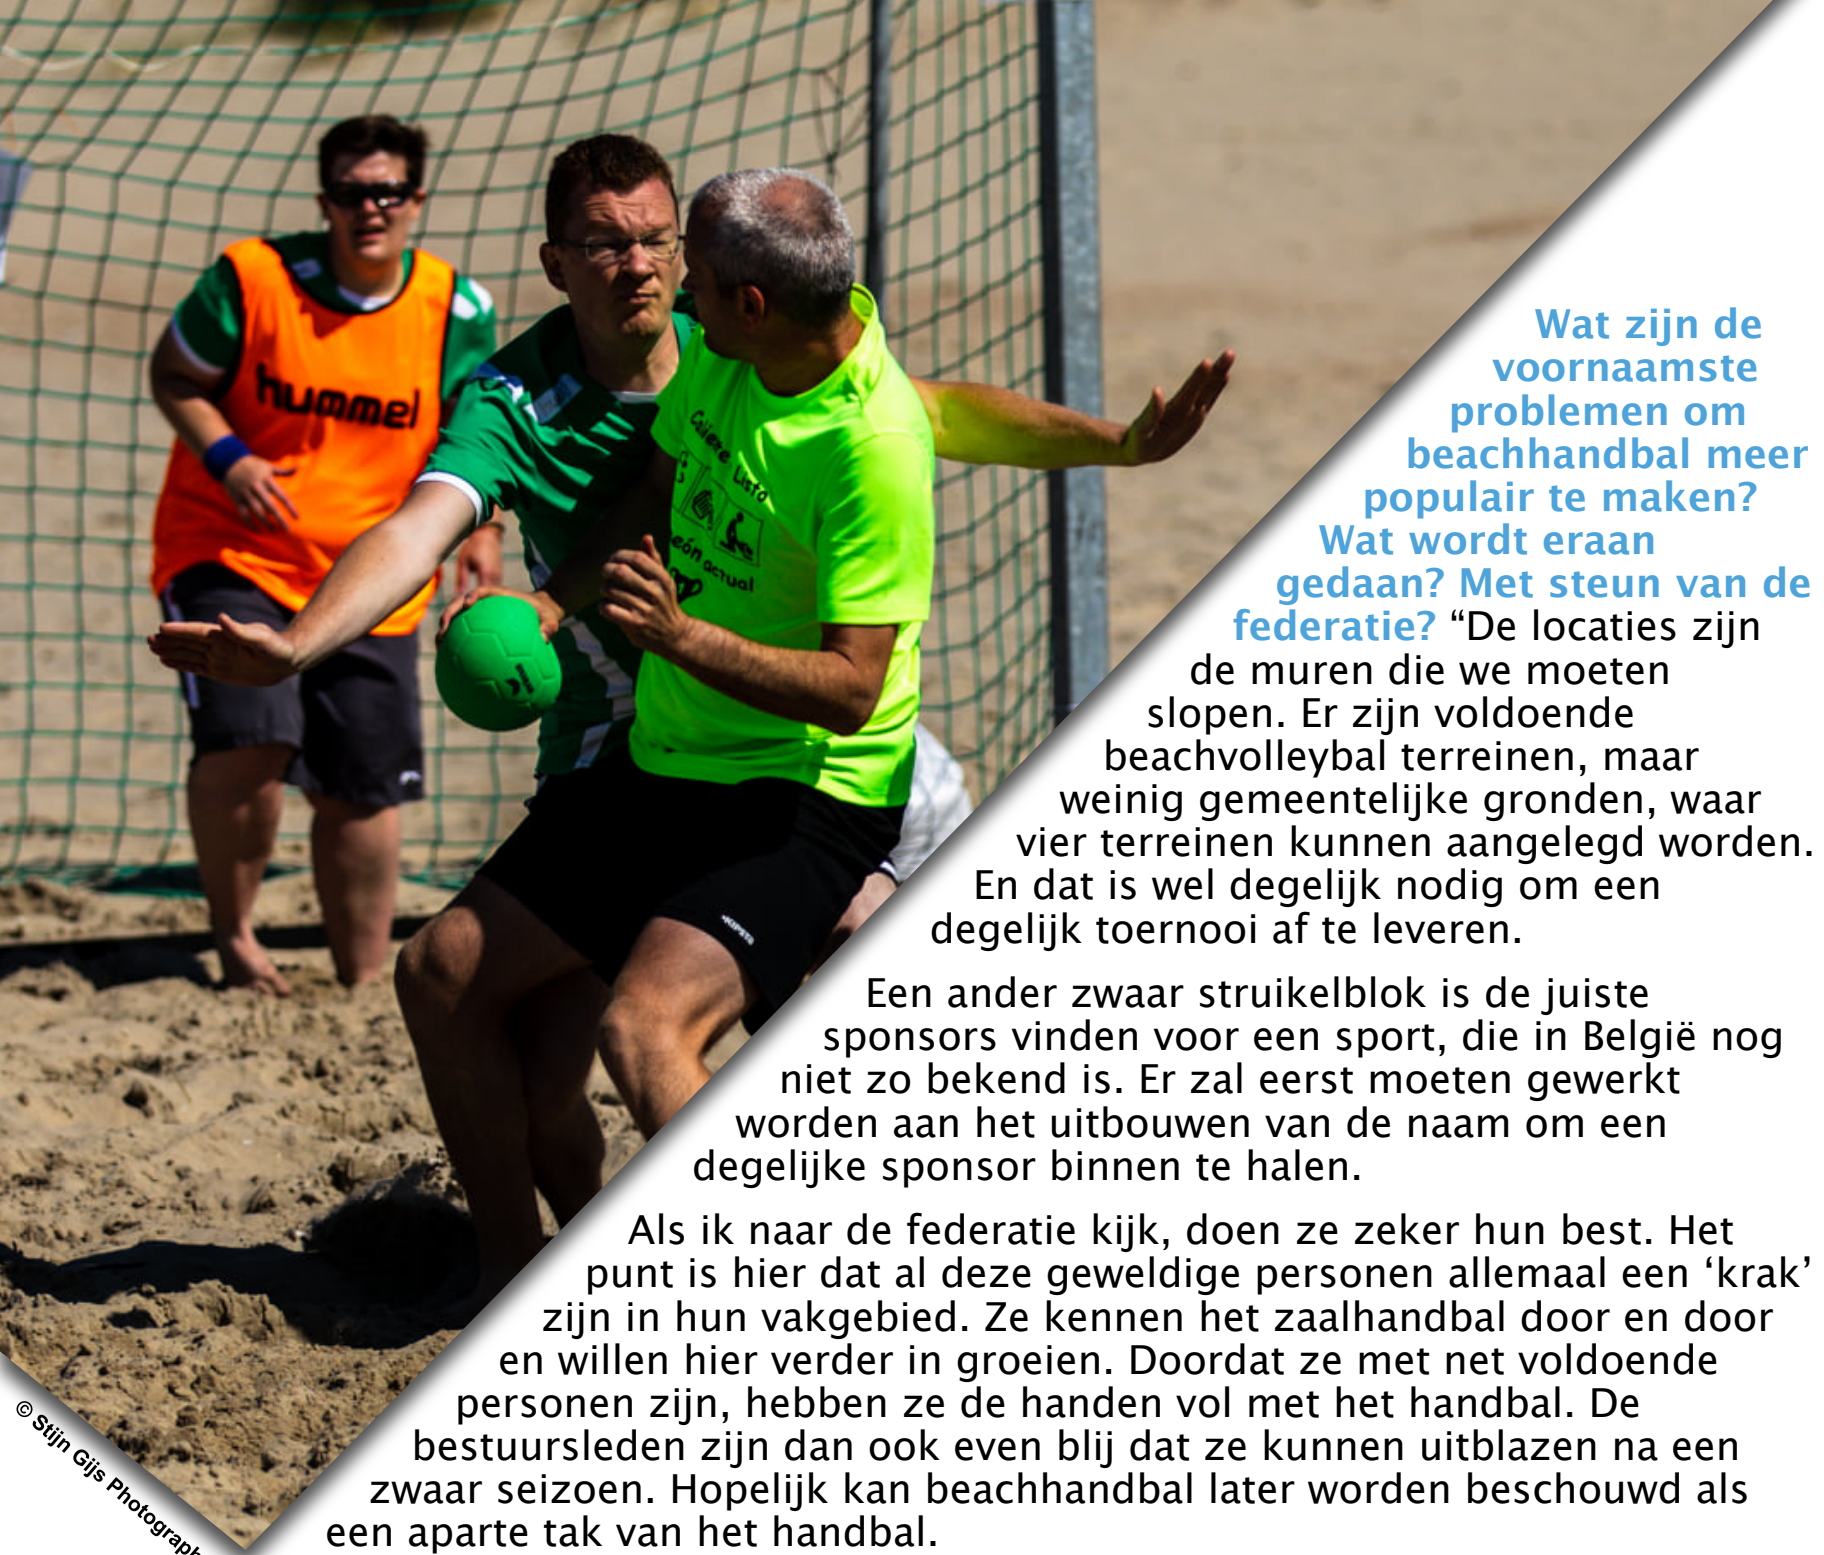 Wat zijn de
voornaamste
problemen om
beachhandbal meer
populair te maken?
Wat wordt eraan
gedaan? Met steun van de
federatie? “De locaties zijn
de muren die we moeten
slopen. Er zijn voldoende
beachvolleybal terreinen, maar
weinig gemeentelijke gronden, waar
vier terreinen kunnen aangelegd worden.
En dat is wel degelijk nodig om een
degelijk toernooi af te leveren.
Een ander zwaar struikelblok is de juiste
sponsors vinden voor een sport, die in België nog
niet zo bekend is. Er zal eerst moeten gewerkt
worden aan het uitbouwen van de naam om een
degelijke sponsor binnen te halen.
Als ik naar de federatie kijk, doen ze zeker hun best. Het
punt is hier dat al deze geweldige personen allemaal een ‘krak’
zijn in hun vakgebied. Ze kennen het zaalhandbal door en door
en willen hier verder in groeien. Doordat ze met net voldoende
personen zijn, hebben ze de handen vol met het handbal. De
bestuursleden zijn dan ook even blij dat ze kunnen uitblazen na een
zwaar seizoen. Hopelijk kan beachhandbal later worden beschouwd als
een aparte tak van het handbal.
hummel
Listo
actual
KIPSTA
© Stijn Gijs Photograph